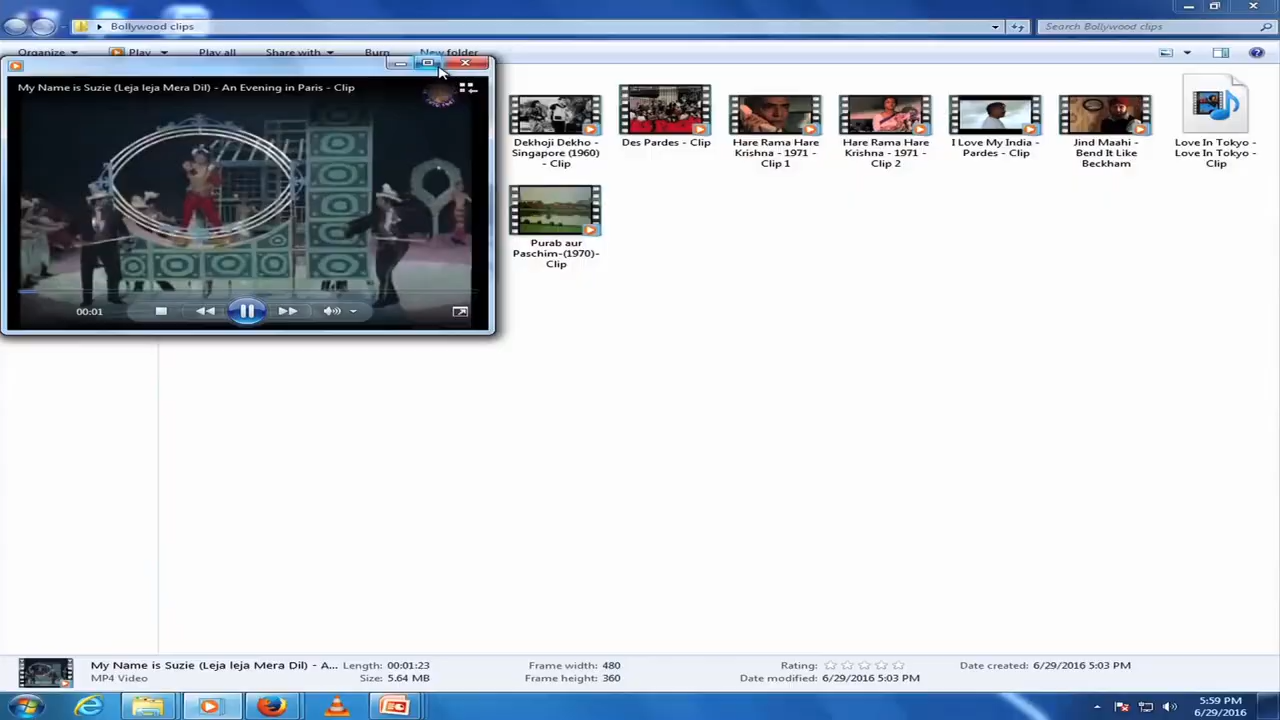 Bollywood clips
Search Bollywood clips
Organize
Play
Play all
Share with
Burn
New folder
My Name is Suzie (Leja leja Mera Dil) - An Evening in Paris - Clip
00:01
Dekhoji Dekho -
Singapore (1960)
- Clip
Des Pardes - Clip
Hare Rama Hare
Krishna - 1971 -
Clip 1
Hare Rama Hare
Krishna - 1971 -
Clip 2
I Love My India -
Pardes - Clip
Jind Maahi -
Bend It Like
Beckham
Love In Tokyo -
Love In Tokyo -
Clip
Purab aur
Paschim-(1970)-
Clip
My Name is Suzie (Leja leja Mera Dil) - A... Length: 00:01:23 Frame width: 480 Rating: Date created: 6/29/2016 5:03 PM
MP4 Video Size: 5.64 MB Frame height: 360 Date modified: 6/29/2016 5:03 PM
5:59 PM
6/29/2016